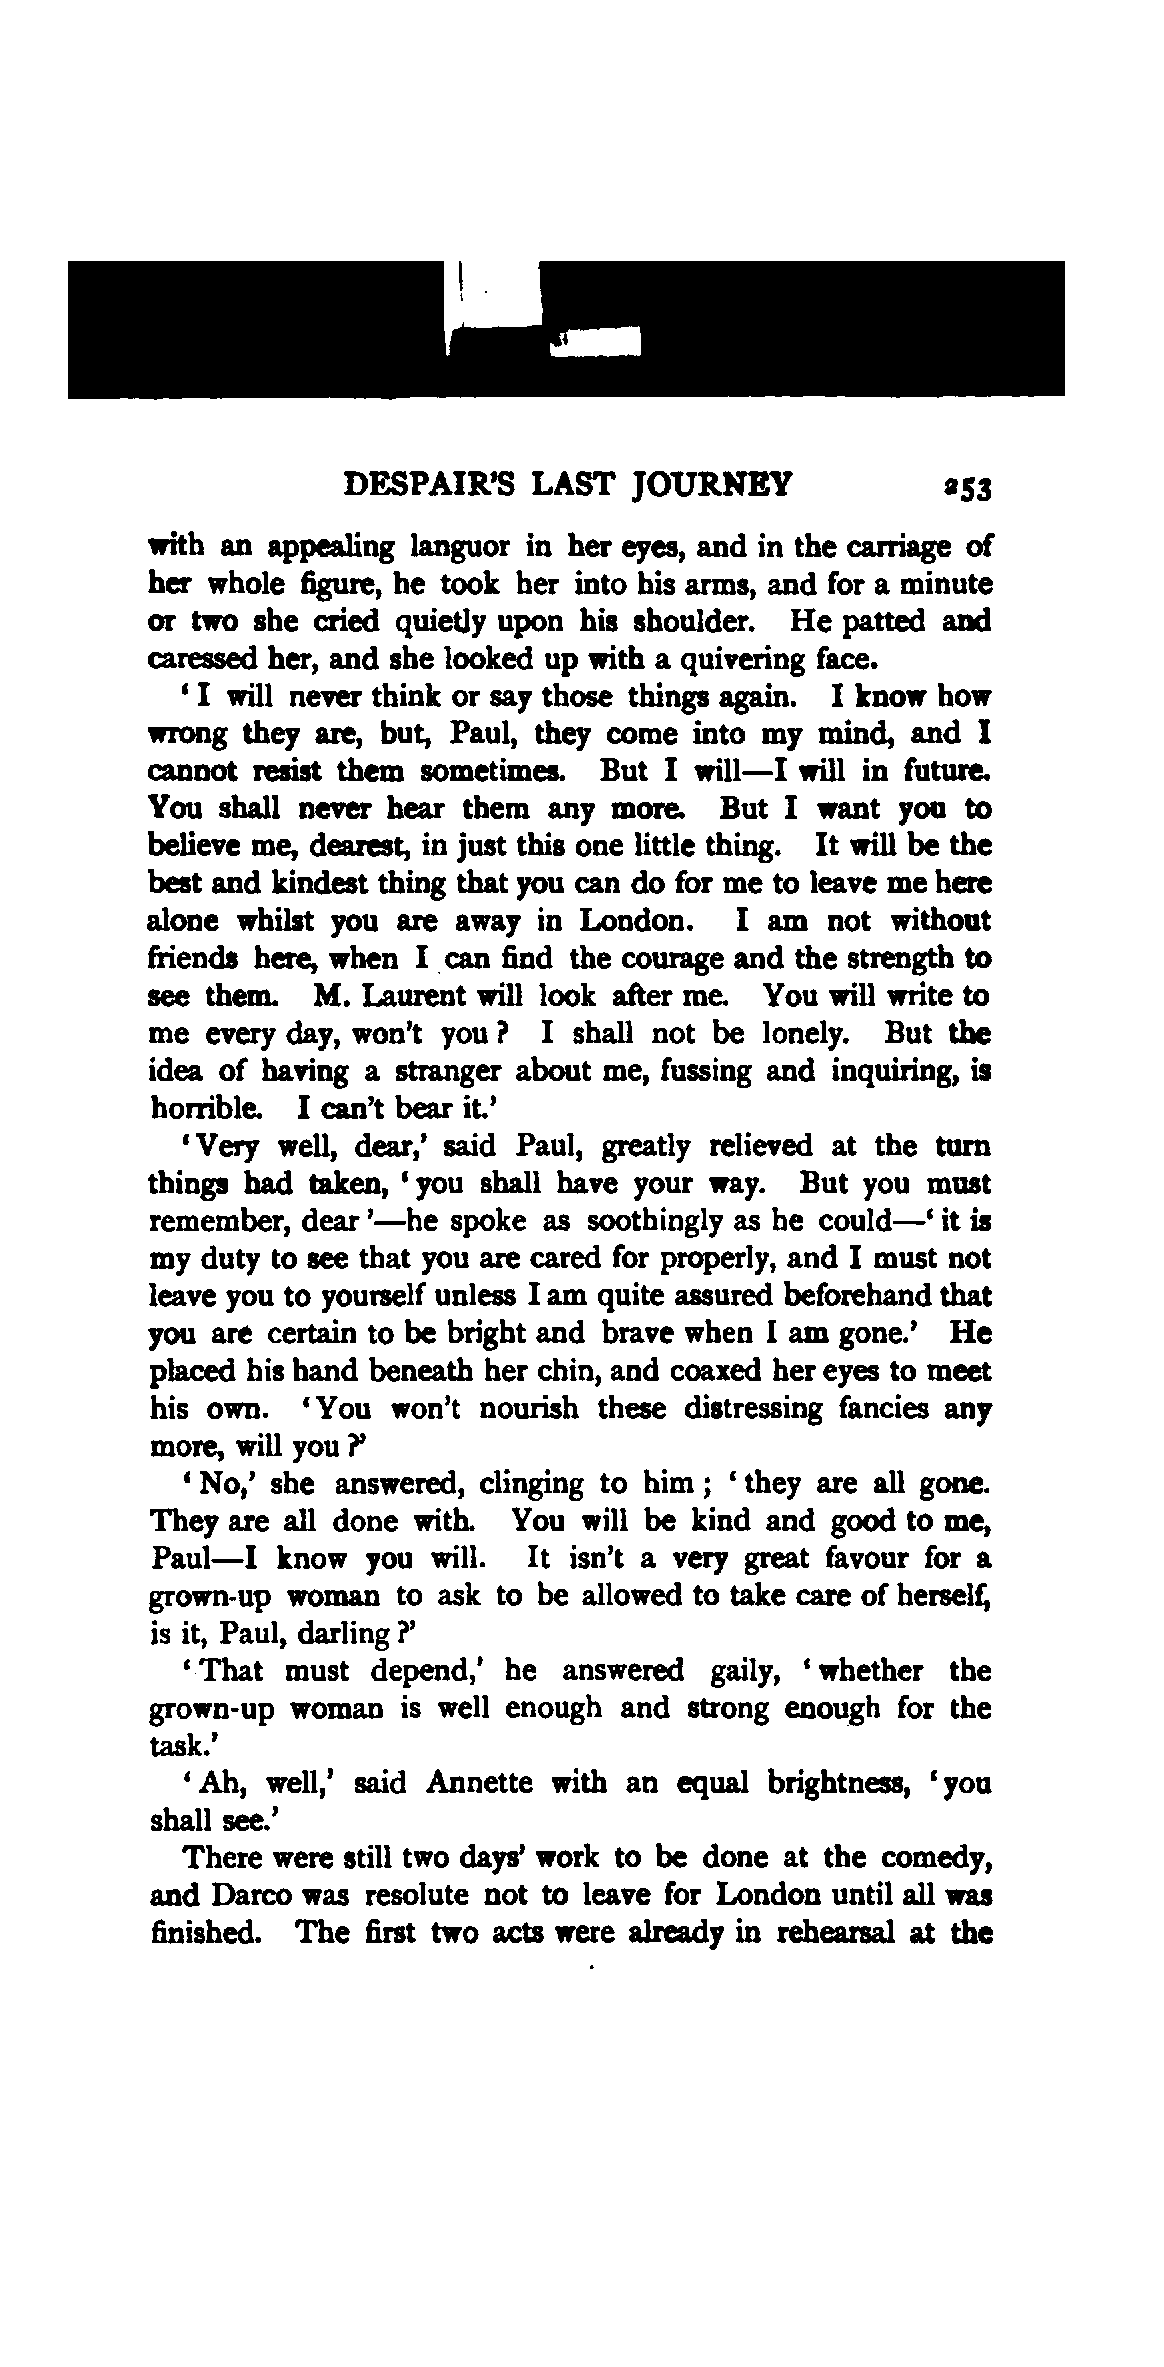 DESPAIR'S LAST JOURNEY 253
with an appealing languor in her eyes, and in the carriage of
her whole figure, he took her into his arms, and for a minute
or two she cried quietly upon his shoulder. He patted and
caressed her, and she looked up with a quivering face.
‘I will never think or say those things again. I know how
wrong they are, but, Paul, they come into my mind, and I
cannot resist them sometimes. But I will—I will in future.
You shall never hear them any more. But I want you to
believe me, dearest, in just this one little thing. It will be the
best and kindest thing that you can do for me to leave me here
alone whilst you are away in London. I am not without
friends here, when I can find the courage and the strength to
see them. M. Laurent will look after me. You will write to
me every day, won't you? I shall not be lonely. But the
idea of having a stranger about me, fussing and inquiring, is
horrible. I can't bear it.’
‘Very well, dear,’ said Paul, greatly relieved at the turn
things had taken, ‘you shall have your way. But you must
remember, dear’—he spoke as soothingly as he could—‘it is
my duty to see that you are cared for properly, and I must not
leave you to yourself unless I am quite assured beforehand that
you are certain to be bright and brave when I am gone.’ He
placed his hand beneath her chin, and coaxed her eyes to meet
his own. ‘You won't nourish these distressing fancies any
more, will you?’
‘No,’ she answered, clinging to him; ‘they are all gone.
They are all done with. You will be kind and good to me,
Paul—I know you will. It isn't a very great favour for a
grown-up woman to ask to be allowed to take care of herself,
is it, Paul, darling?’
‘That must depend,’ he answered gaily, ‘whether the
grown-up woman is well enough and strong enough for the
task.’
‘Ah, well,’ said Annette with an equal brightness, ‘you
shall see.’
There were still two days' work to be done at the comedy,
and Darco was resolute not to leave for London until all was
finished. The first two acts were already in rehearsal at the